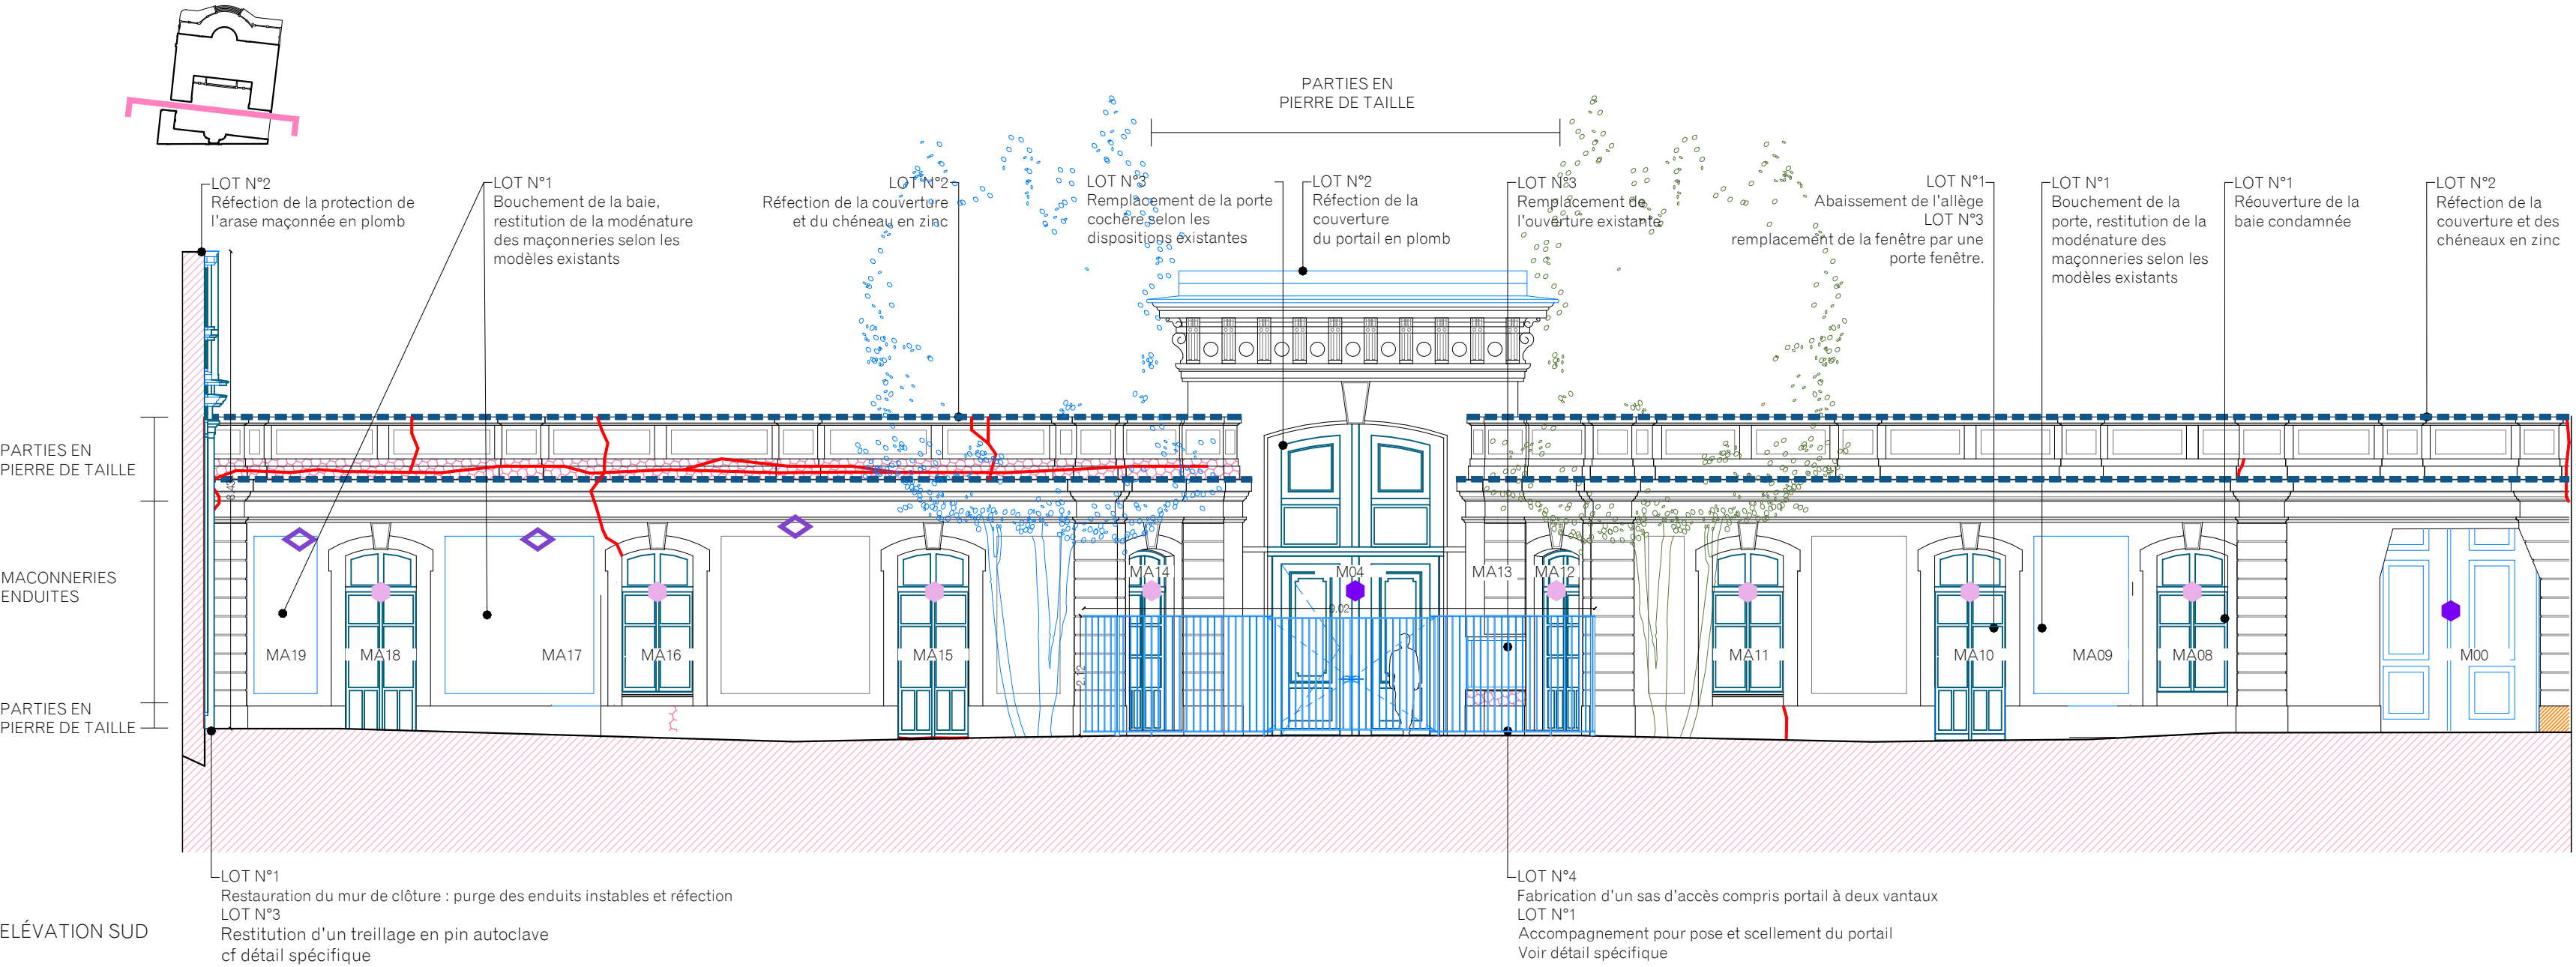 PARTIES EN
PIERRE DE TAILLE
LOT N°2
Réfection de la protection de
l'arase maçonnée en plomb
LOT N°1
Bouchement de la baie,
restitution de la modénature
des maçonneries selon les
modèles existants
LOT N°2
Réfection de la couverture
et du chéneau en zinc
LOT N°3
Remplacement de la porte
cochère selon les
dispositions existantes
LOT N°2
Réfection de la
couverture
du portail en plomb
LOT N°3
Remplacement de
l'ouverture existante
LOT N°1
Abaissement de l'allège
LOT N°3
remplacement de la fenêtre par une
porte fenêtre.
LOT N°1
Bouchement de la
porte, restitution de la
modénature des
maçonneries selon les
modèles existants
LOT N°1
Réouverture de la
baie condamnée
LOT N°2
Réfection de la
couverture et des
chéneaux en zinc
PARTIES EN
PIERRE DE TAILLE
MACONNERIES
ENDUITES
PARTIES EN
PIERRE DE TAILLE
MA14
M04
MA13
MA12
9.02
2.12
MA19
MA18
MA17
MA16
MA15
MA11
MA10
MA09
MA08
M00
LOT N°1
Restauration du mur de clôture : purge des enduits instables et réfection
LOT N°3
Restitution d'un treillage en pin autoclave
cf détail spécifique
LOT N°4
Fabrication d'un sas d'accès compris portail à deux vantaux
LOT N°1
Accompagnement pour pose et scellement du portail
Voir détail spécifique
ELÉVATION SUD